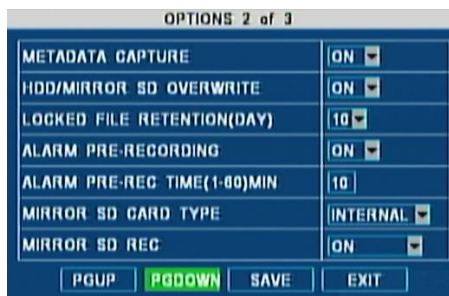 OPTIONS 2 of 3
METADATA CAPTURE ON
HDD/MIRROR SD OVERWRITE ON
LOCKED FILE RETENTION(DAY) 10
ALARM PRE-RECORDING ON
ALARM PRE-REC TIME(1-60)MIN 10
MIRROR SD CARD TYPE INTERNAL
MIRROR SD REC ON
PGUP PGDOWN SAVE EXIT